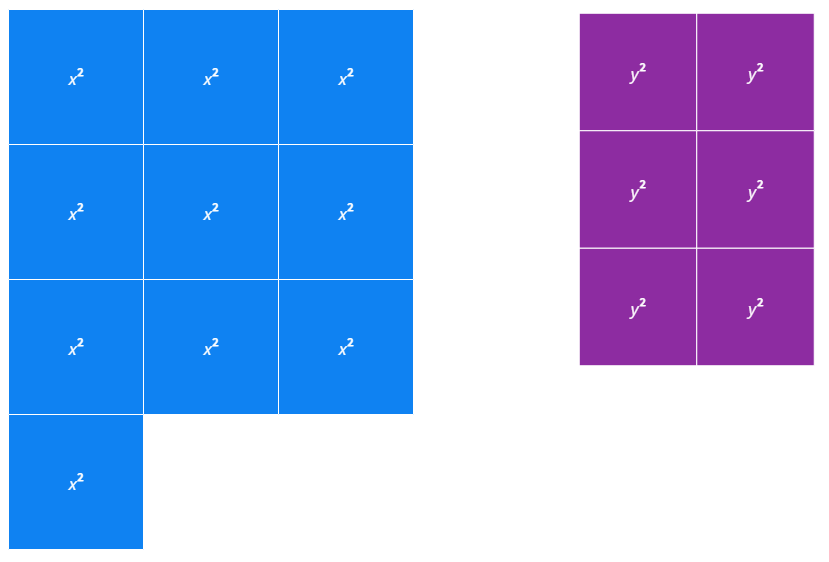 x² x² x² y² y²
x² x² x² y² y²
x² x² x² y² y²
x²